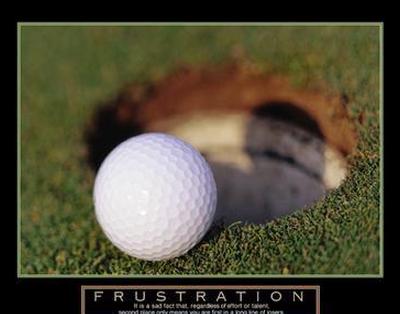 FRUSTRATION
It is a sad fact that, regardless of effort or talent,
second place only means you are first in a long line of losers.